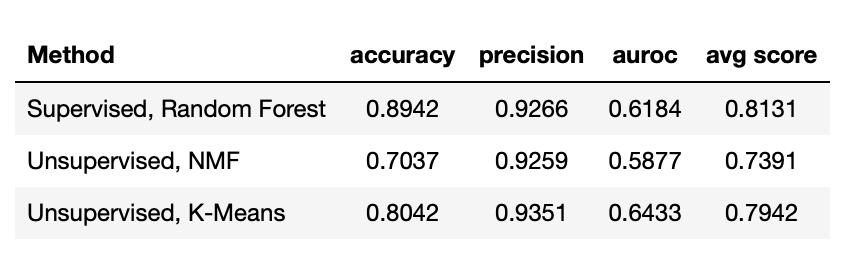 Method accuracy precision auroc avg score
Supervised, Random Forest 0.8942 0.9266 0.6184 0.8131
Unsupervised, NMF 0.7037 0.9259 0.5877 0.7391
Unsupervised, K-Means 0.8042 0.9351 0.6433 0.7942